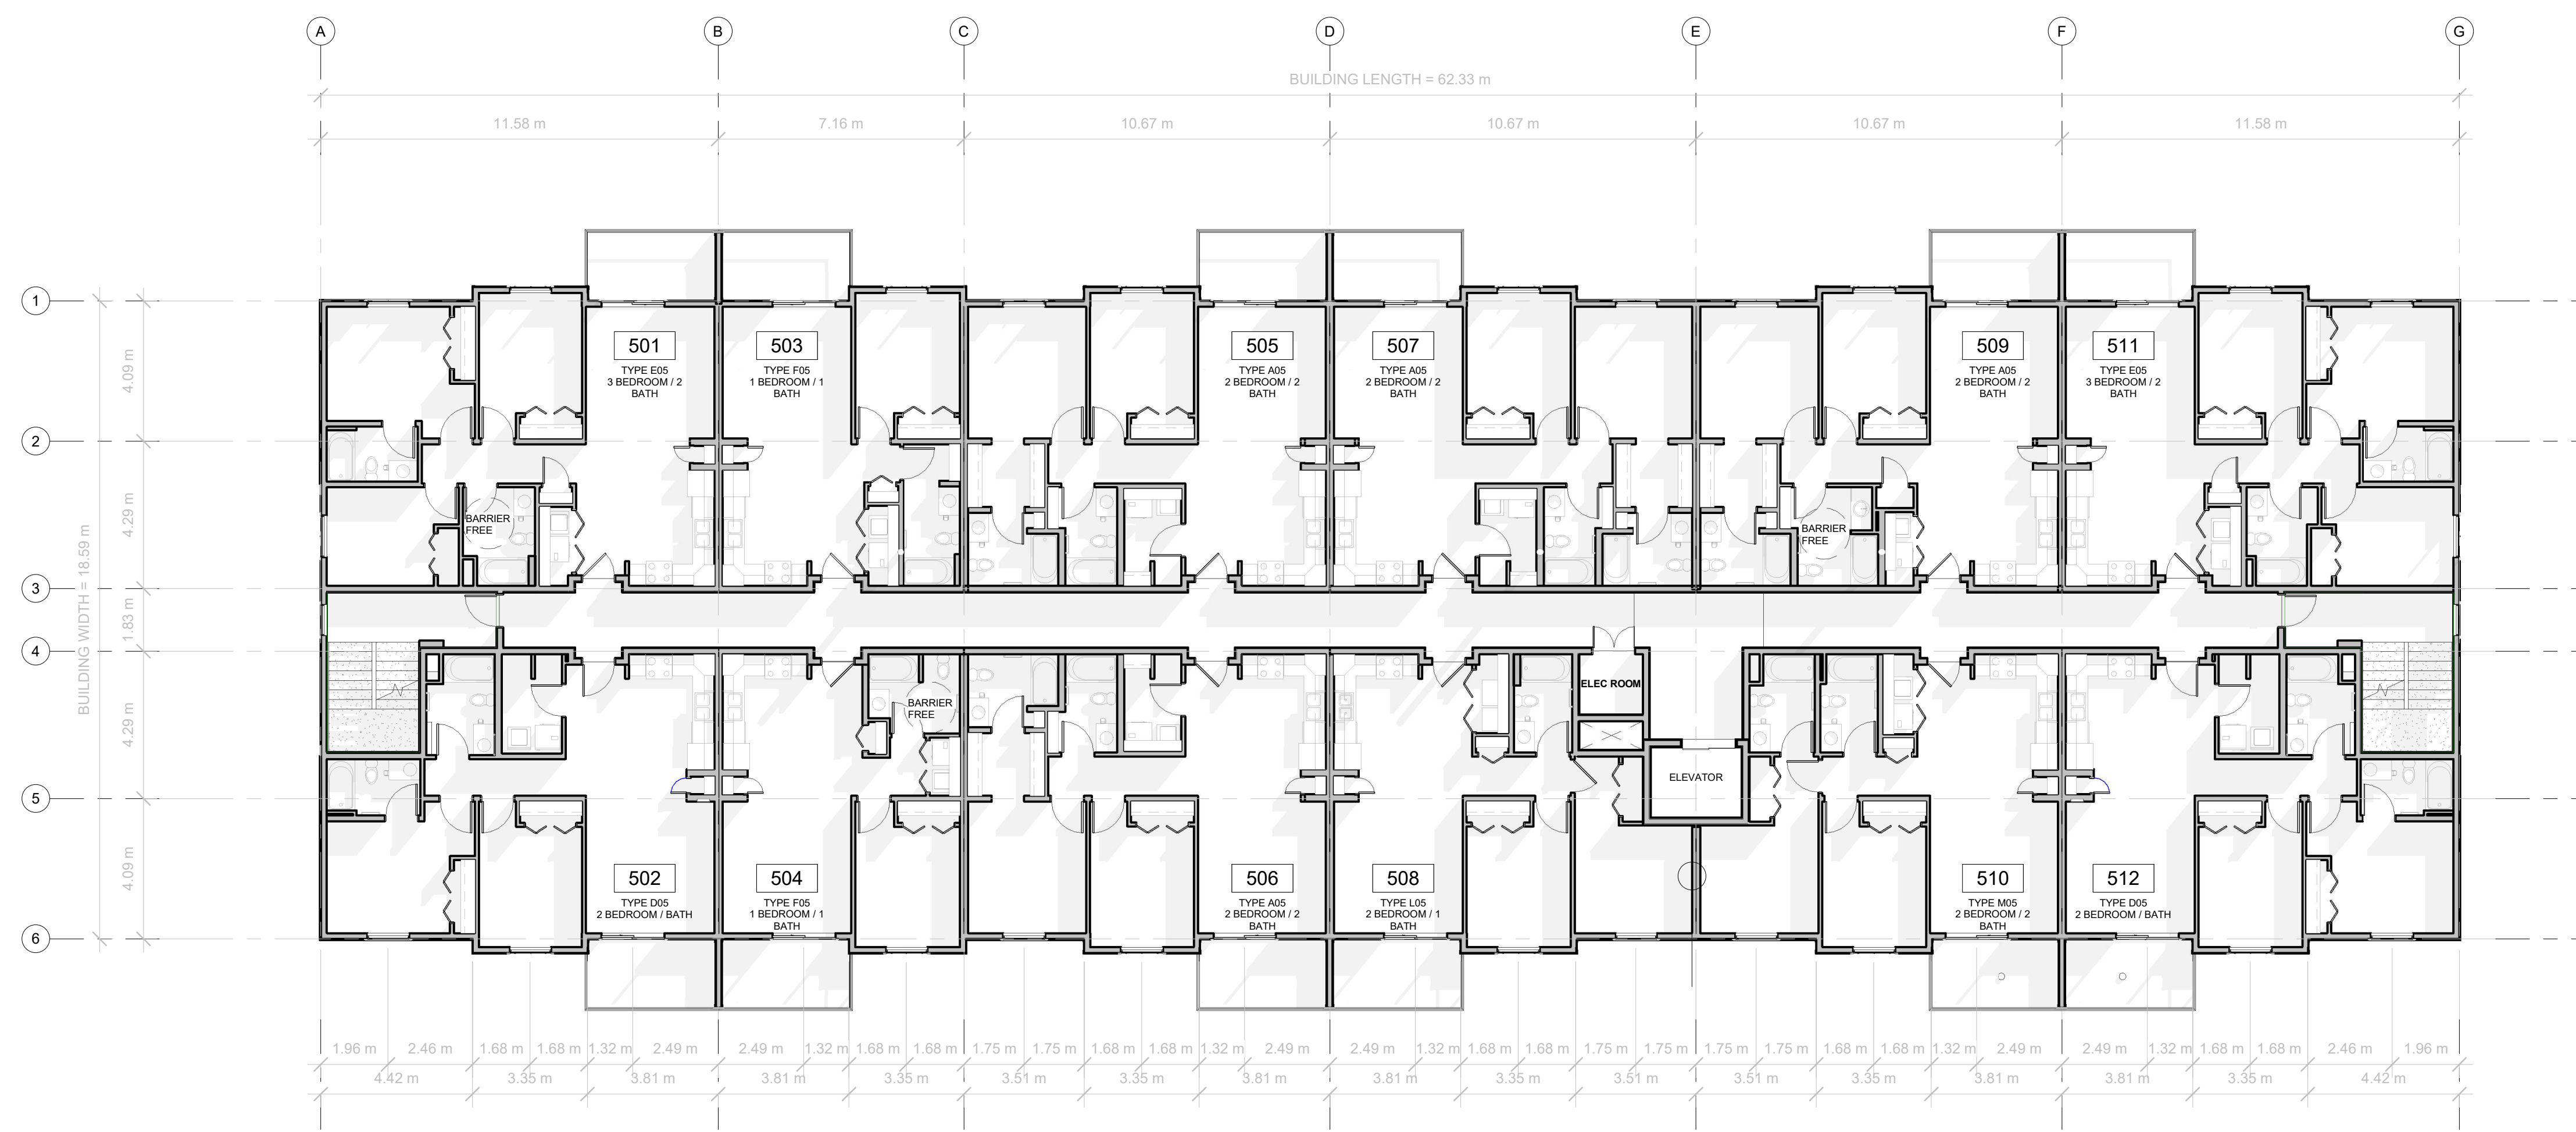 A B C D E F G
BUILDING LENGTH = 62.33 m
11.58 m 7.16 m 10.67 m 10.67 m 10.67 m 11.58 m
1
501 503 505 507 509 511
TYPE E05 TYPE F05 TYPE A05 TYPE A05 TYPE A05 TYPE E05
3 BEDROOM / 2 1 BEDROOM / 1 2 BEDROOM / 2 2 BEDROOM / 2 2 BEDROOM / 2 3 BEDROOM / 2
BATH BATH BATH BATH BATH BATH
4.09 m
2
BARRIER BARRIER
FREE FREE
4.29 m
3
BUILDING WIDTH = 18.59 m
1.83 m
4
ELEC ROOM
BARRIER
FREE
4.29 m
ELEVATOR
5
4.09 m
502 504 506 508 510 512
TYPE D05 TYPE F05 TYPE A05 TYPE L05 TYPE M05 TYPE D05
2 BEDROOM / BATH 1 BEDROOM / 1 2 BEDROOM / 2 2 BEDROOM / 1 2 BEDROOM / 2 2 BEDROOM / BATH
BATH BATH BATH BATH
6
1.96 m 2.46 m 1.68 m 1.68 m 1.32 m 2.49 m 2.49 m 1.32 m 1.68 m 1.68 m 1.75 m 1.75 m 1.68 m 1.68 m 1.32 m 2.49 m 2.49 m 1.32 m 1.68 m 1.68 m 1.75 m 1.75 m 1.75 m 1.75 m 1.68 m 1.68 m 1.32 m 2.49 m 2.49 m 1.32 m 1.68 m 1.68 m 2.46 m 1.96 m
4.42 m 3.35 m 3.81 m 3.81 m 3.35 m 3.51 m 3.35 m 3.81 m 3.81 m 3.35 m 3.51 m 3.51 m 3.35 m 3.81 m 3.81 m 3.35 m 4.42 m